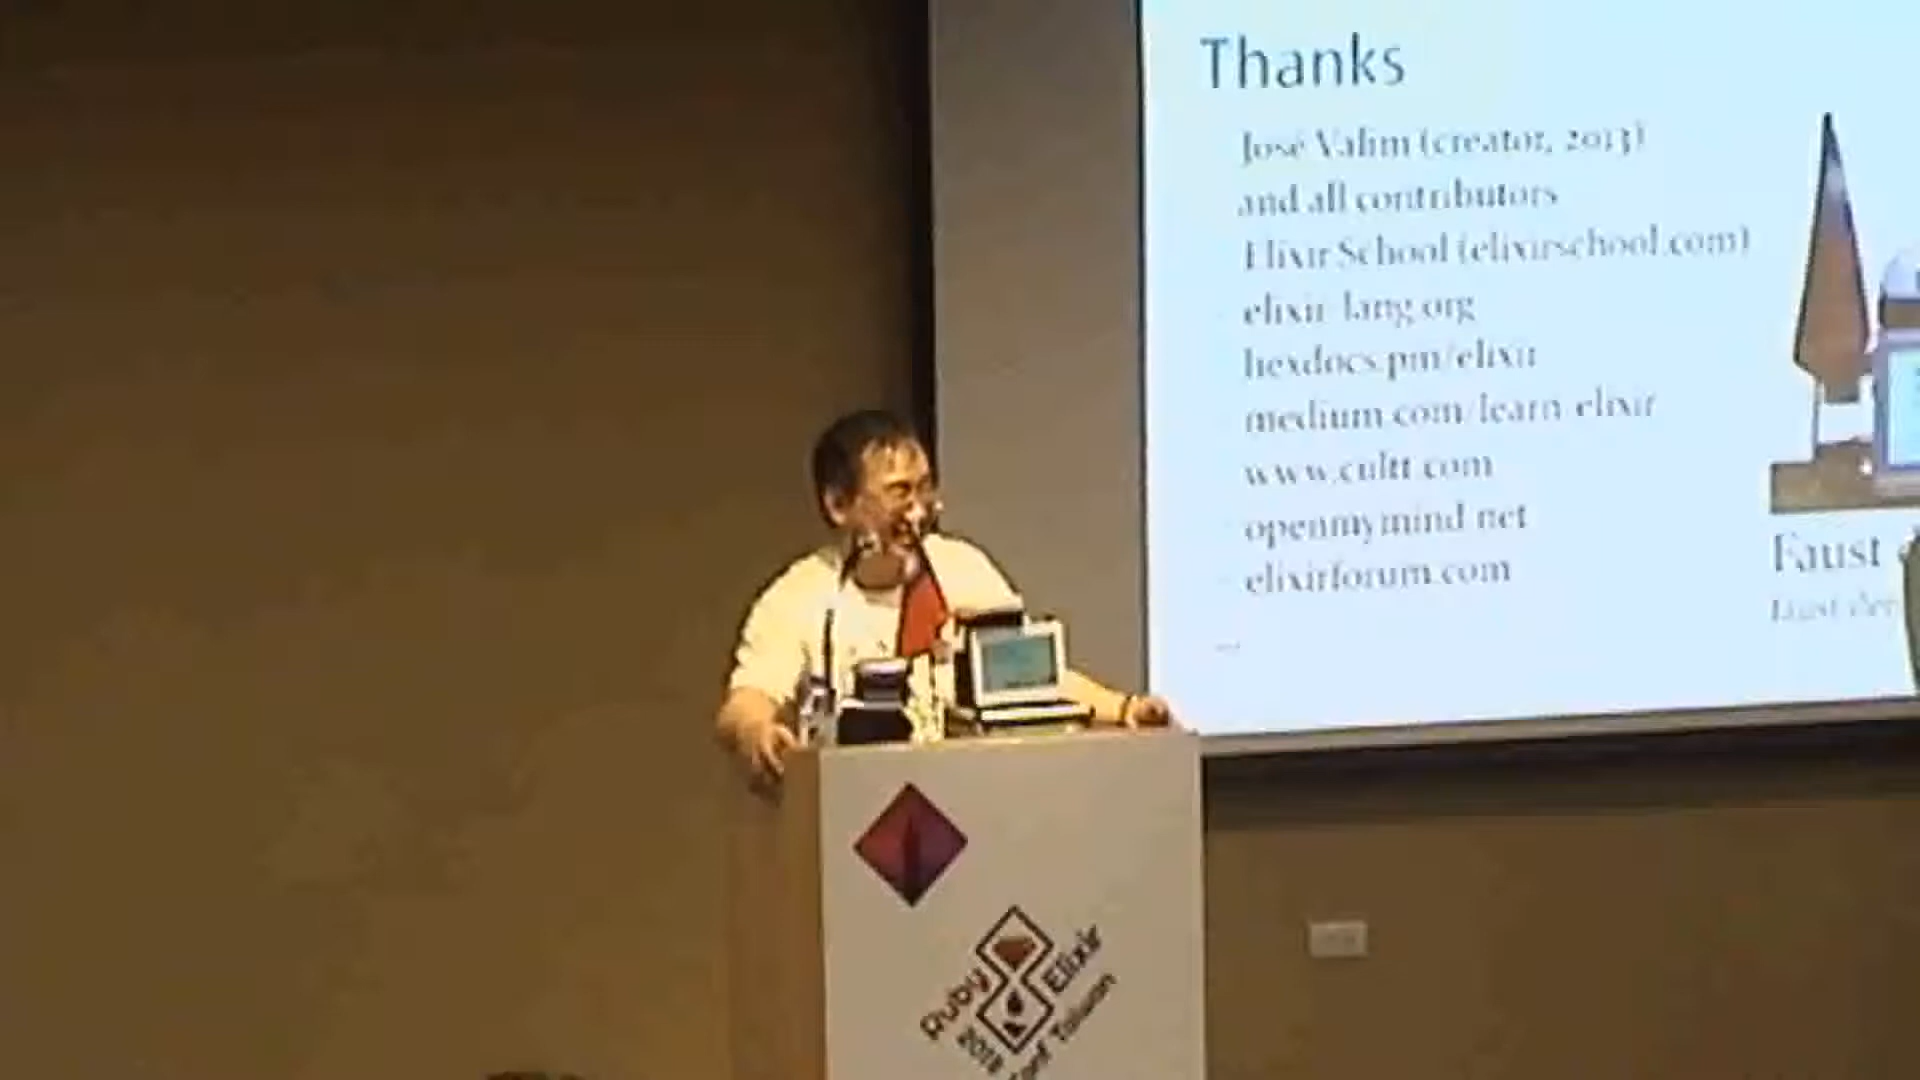 Thanks
José Valim (creator, 2013)
and all contributors
Elixir School (elixirschool.com)
elixir-lang.org
hexdocs.pm/elixir
medium.com/learn-elixir
www.cultt.com
openmymind.net
elixirforum.com
Faust
Ruby Elixir
2018 Conf Taiwan